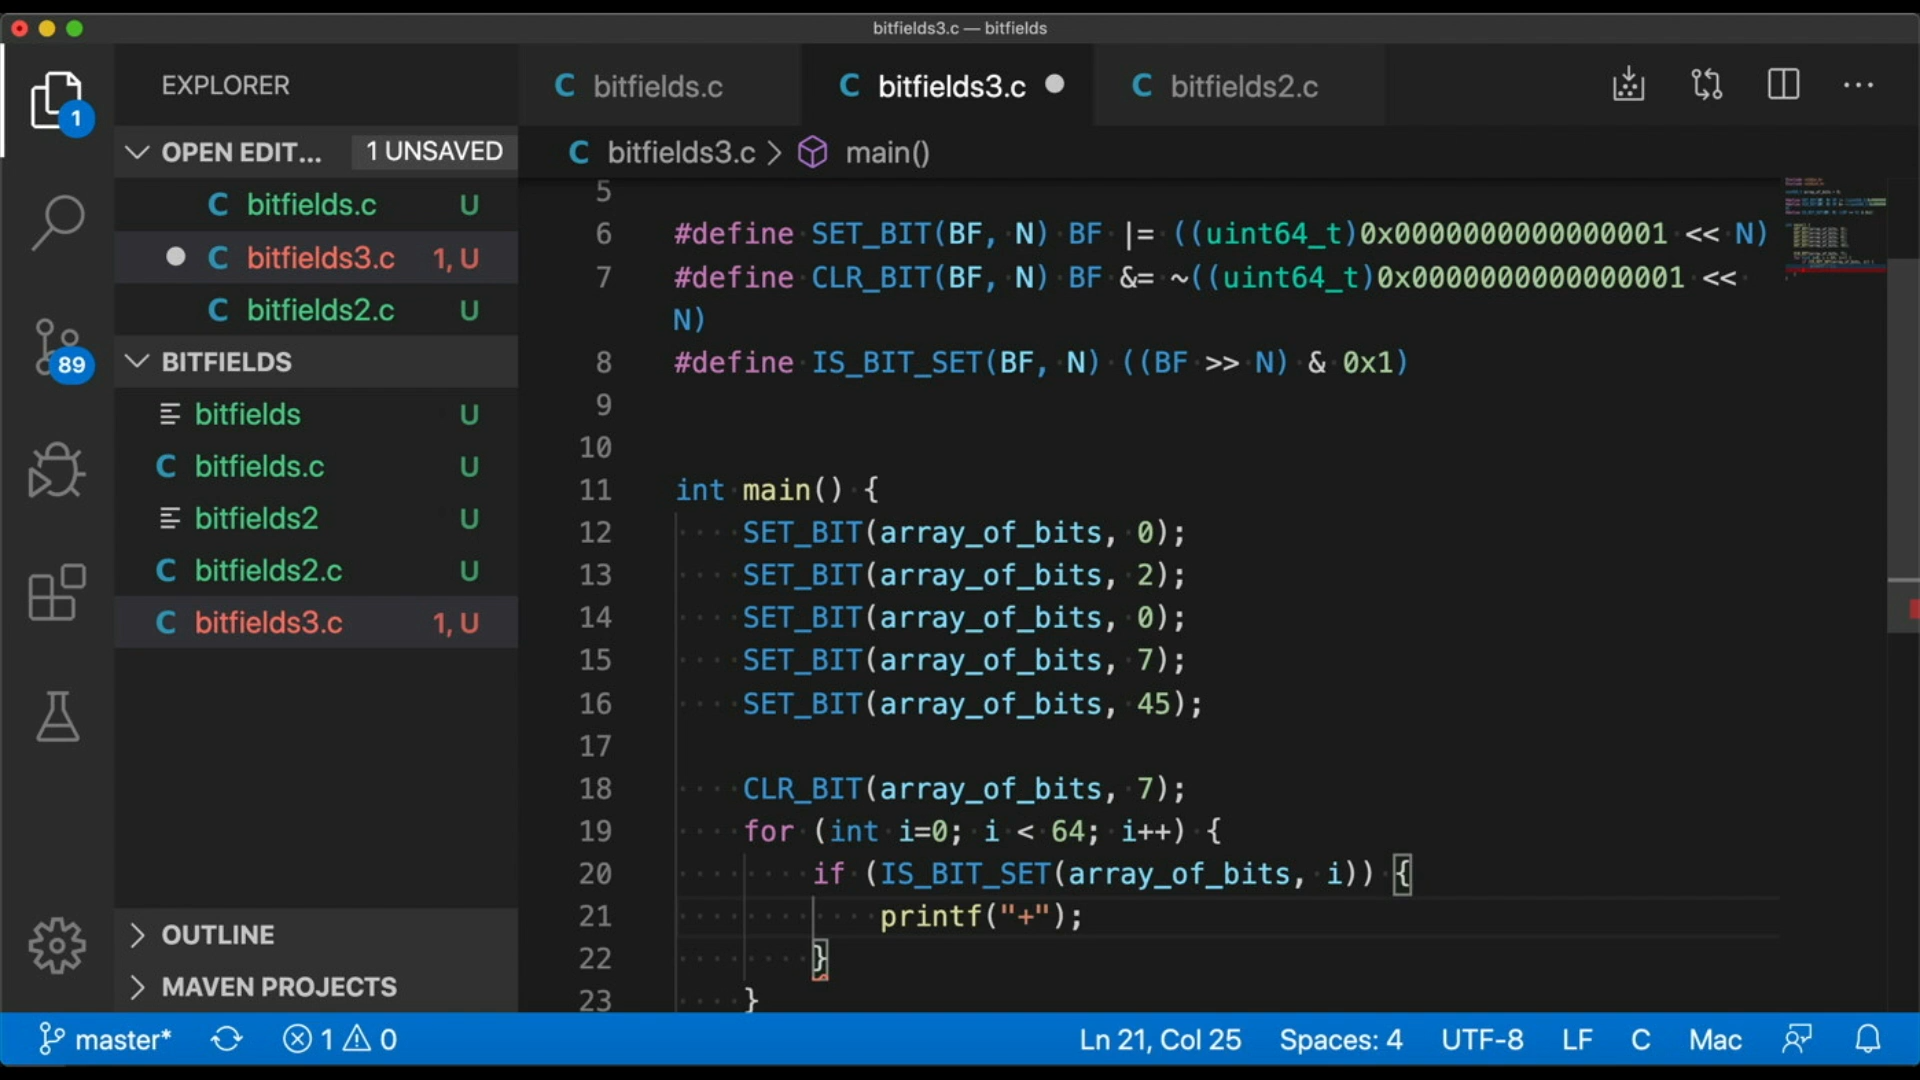 bitfields3.c — bitfields
EXPLORER
bitfields.c
bitfields3.c
bitfields2.c
1
OPEN EDIT... 1 UNSAVED
bitfields3.c > main()
C bitfields.c U
C bitfields3.c 1, U
C bitfields2.c U
BITFIELDS
bitfields U
C bitfields.c U
bitfields2 U
C bitfields2.c U
C bitfields3.c 1, U
89
OUTLINE
MAVEN PROJECTS
5
6 #define SET_BIT(BF, N) BF |= ((uint64_t)0x0000000000000001 << N)
7 #define CLR_BIT(BF, N) BF &= ~((uint64_t)0x0000000000000001 <<
N)
8 #define IS_BIT_SET(BF, N) ((BF >> N) & 0x1)
9
10
11 int main() {
12 SET_BIT(array_of_bits, 0);
13 SET_BIT(array_of_bits, 2);
14 SET_BIT(array_of_bits, 0);
15 SET_BIT(array_of_bits, 7);
16 SET_BIT(array_of_bits, 45);
17
18 CLR_BIT(array_of_bits, 7);
19 for (int i=0; i < 64; i++) {
20 if (IS_BIT_SET(array_of_bits, i)) {
21 printf("+");
22 }
23 }
master* 1 0 Ln 21, Col 25 Spaces: 4 UTF-8 LF C Mac